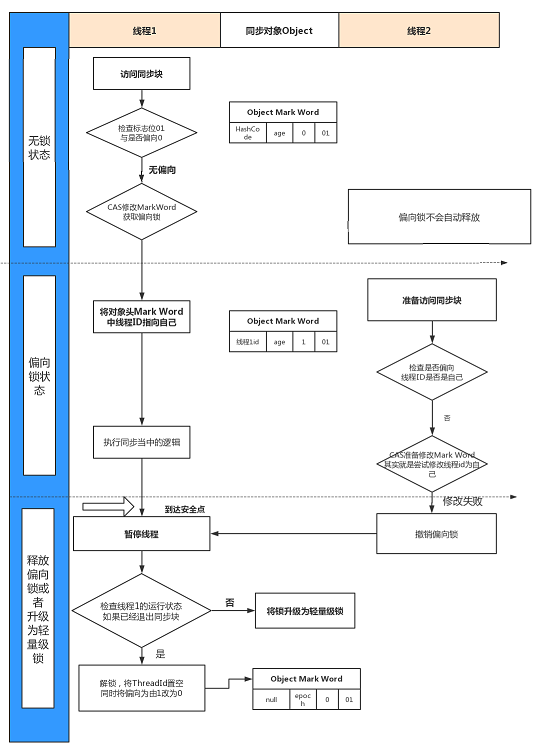 线程1
同步对象Object
线程2
无锁
状态
访问同步块
检查标志位01
与是否偏向0
无偏向
CAS修改MarkWord
获取偏向锁
Object Mark Word
HashCo
de
age
0
01
偏向锁不会自动释放
偏向
锁状
态
将对象头Mark Word
中线程ID指向自己
执行同步当中的逻辑
Object Mark Word
线程1id
age
1
01
准备访问同步块
检查是否偏向
线程ID是否是自己
否
CAS准备修改Mark Word
其实就是尝试修改线程id为自
己
修改失败
释放
偏向
锁或
者
升级
为轻
量级
锁
到达安全点
暂停线程
撤销偏向锁
检查线程1的运行状态
如果已经退出同步块
否
将锁升级为轻量级锁
是
解锁，将ThreadId置空
同时将偏向为由1改为0
Object Mark Word
null
epoc
h
0
01